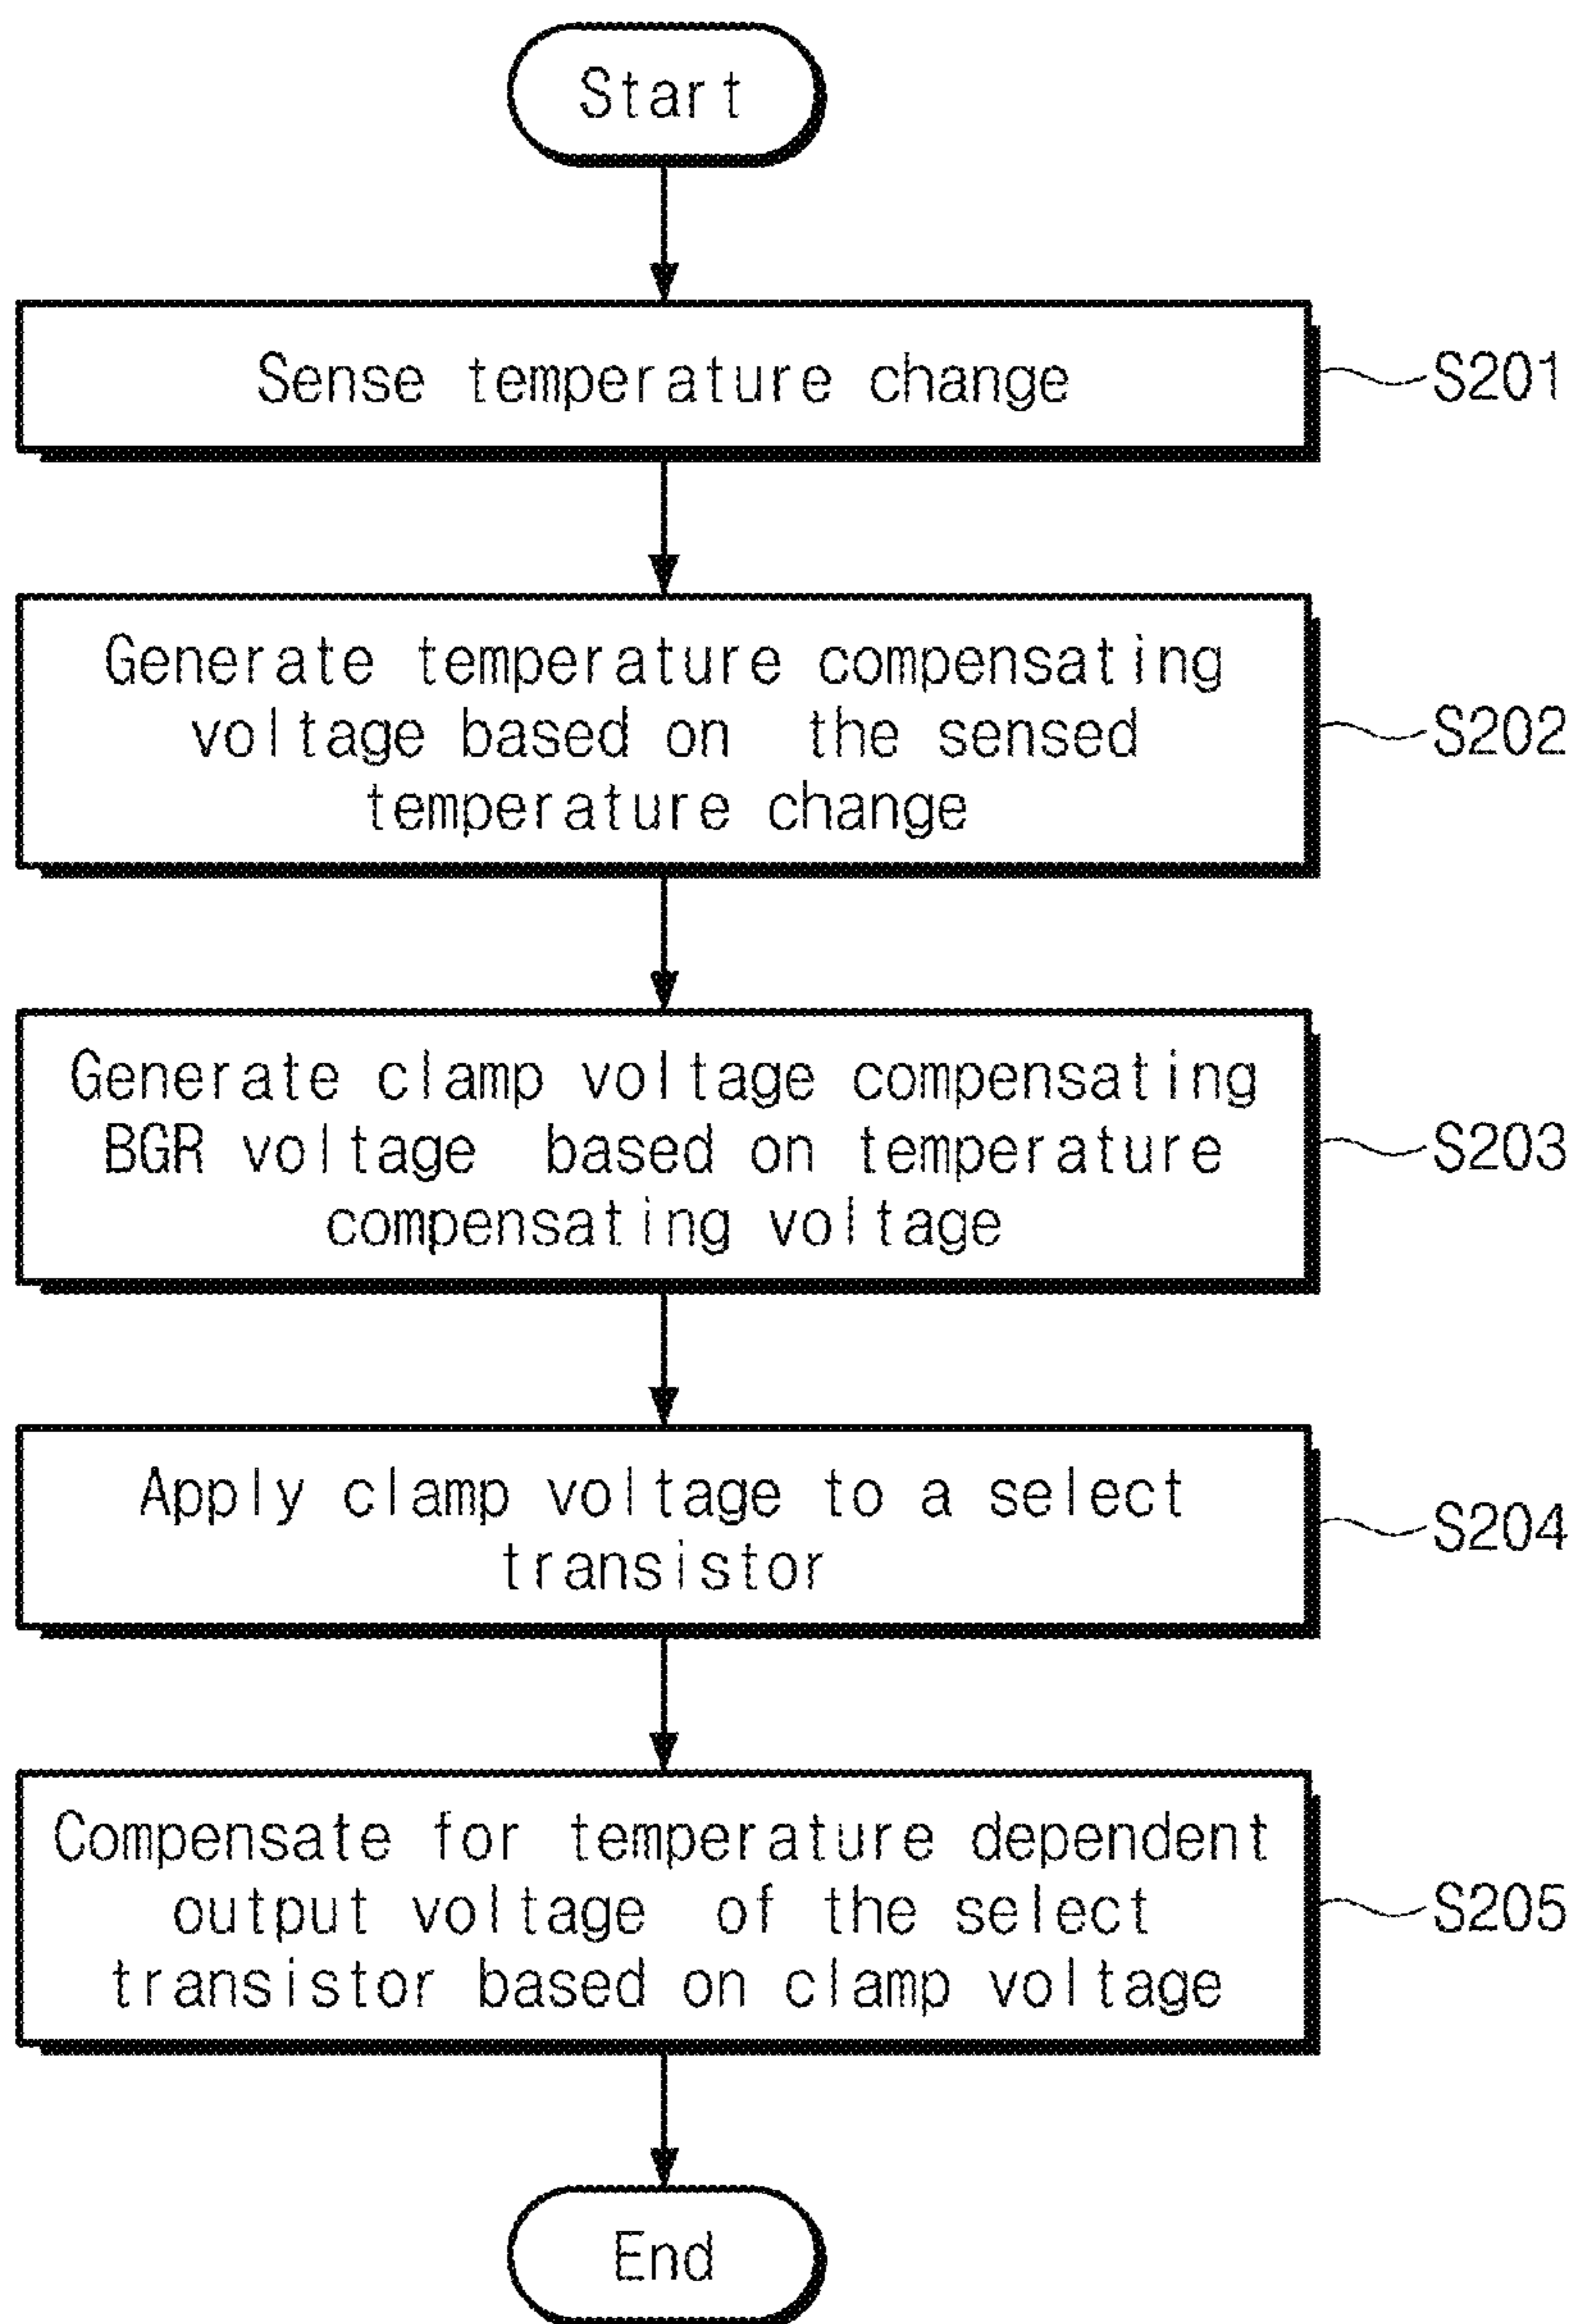 Start
Sense temperature change
S201
Generate temperature compensating
voltage based on the sensed
temperature change
S202
Generate clamp voltage compensating
BGR voltage based on temperature
compensating voltage
S203
Apply clamp voltage to a select
transistor
S204
Compensate for temperature dependent
output voltage of the select
transistor based on clamp voltage
S205
End